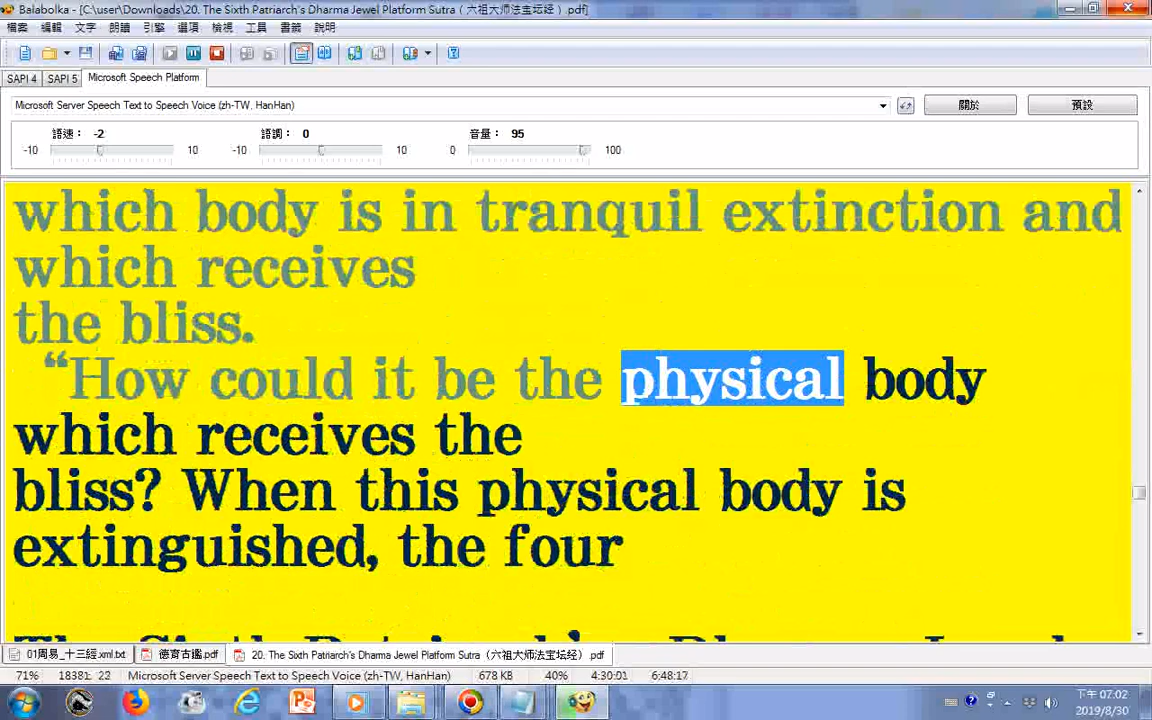 Balabolka - [C:\user\Downloads\20. The Sixth Patriarch's Dharma Jewel Platform Sutra（六祖大师法宝坛经）.pdf]
檔案 編輯 文字 朗讀 引擎 選項 檢視 工具 書籤 說明
SAPI 4 SAPI 5 Microsoft Speech Platform
Microsoft Server Speech Text to Speech Voice (zh-TW, HanHan) 關於 預設
語速： -2 語調： 0 音量： 95
-10 10 -10 10 0 100
which body is in tranquil extinction and
which receives
the bliss.
“How could it be the physical body
which receives the
bliss? When this physical body is
extinguished, the four
01周易_十三經.xml.txt 德育古鑑.pdf 20. The Sixth Patriarch's Dharma Jewel Platform Sutra（六祖大师法宝坛经）.pdf
71% 18381: 22 Microsoft Server Speech Text to Speech Voice (zh-TW, HanHan) 678 KB 40% 4:30:01 6:48:17
下午 07:02
2019/8/30